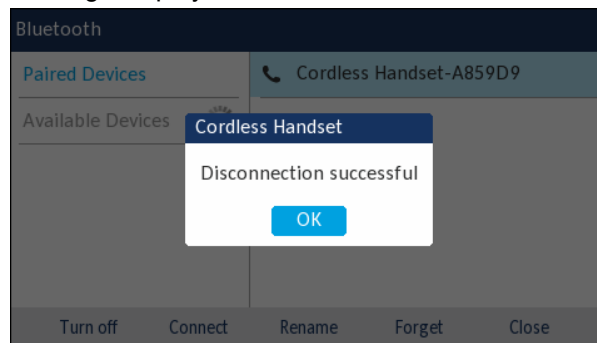 Bluetooth
Paired Devices
Cordless Handset-A859D9
Available Devices
Cordless Handset
Disconnection successful
OK
Turn off Connect Rename Forget Close